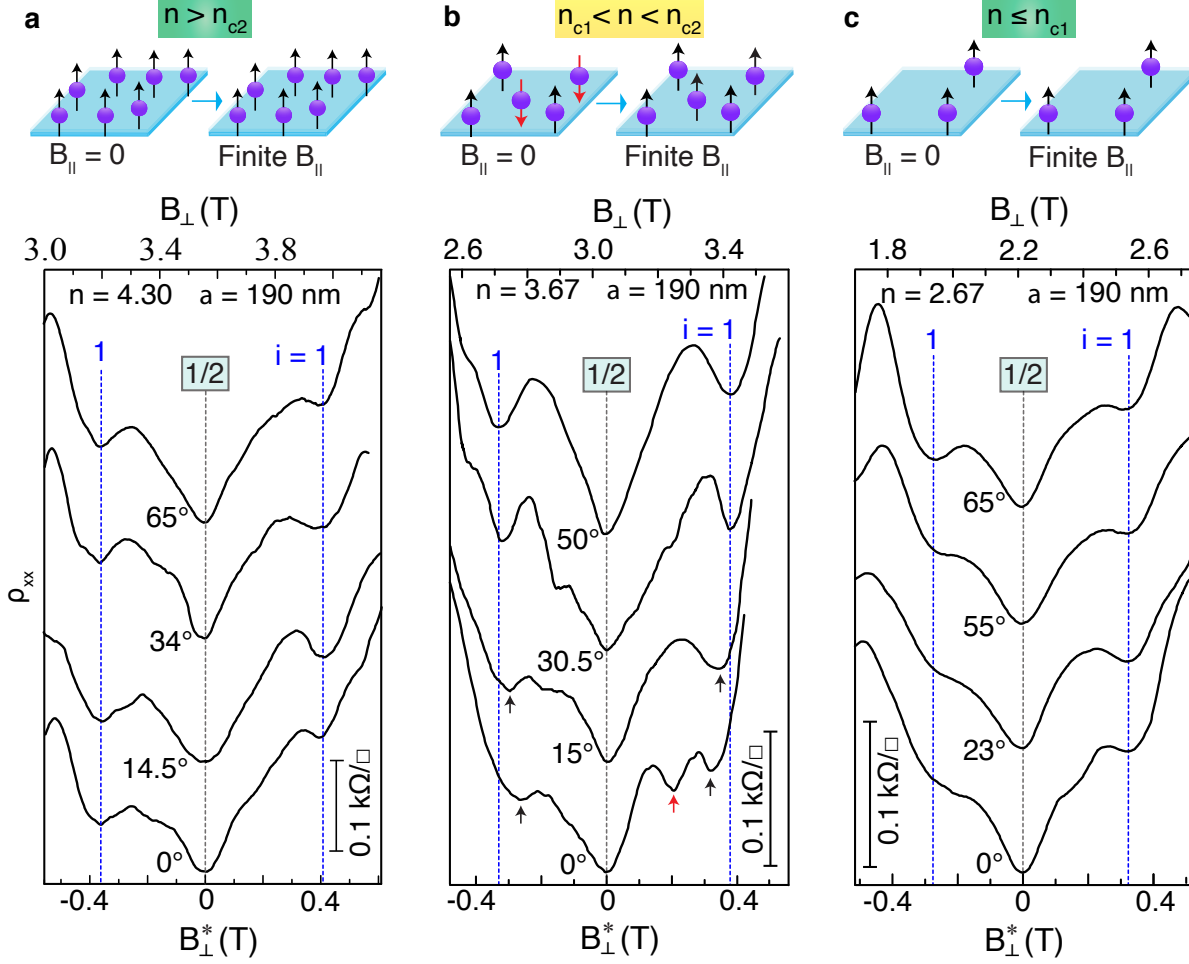 a
n > n_c2
B_|| = 0
Finite B_||
B_⊥ (T)
3.0 3.4 3.8
n = 4.30 a = 190 nm
1
1/2
i = 1
65°
34°
14.5°
0°
0.1 kΩ/□
ρ_xx
-0.4 0 0.4
B*_⊥ (T)
b
n_c1 < n < n_c2
B_|| = 0
Finite B_||
B_⊥ (T)
2.6 3.0 3.4
n = 3.67 a = 190 nm
1
1/2
i = 1
50°
30.5°
15°
0°
0.1 kΩ/□
-0.4 0 0.4
B*_⊥ (T)
c
n ≤ n_c1
B_|| = 0
Finite B_||
B_⊥ (T)
1.8 2.2 2.6
n = 2.67 a = 190 nm
1
1/2
i = 1
65°
55°
23°
0°
0.1 kΩ/□
-0.4 0 0.4
B*_⊥ (T)